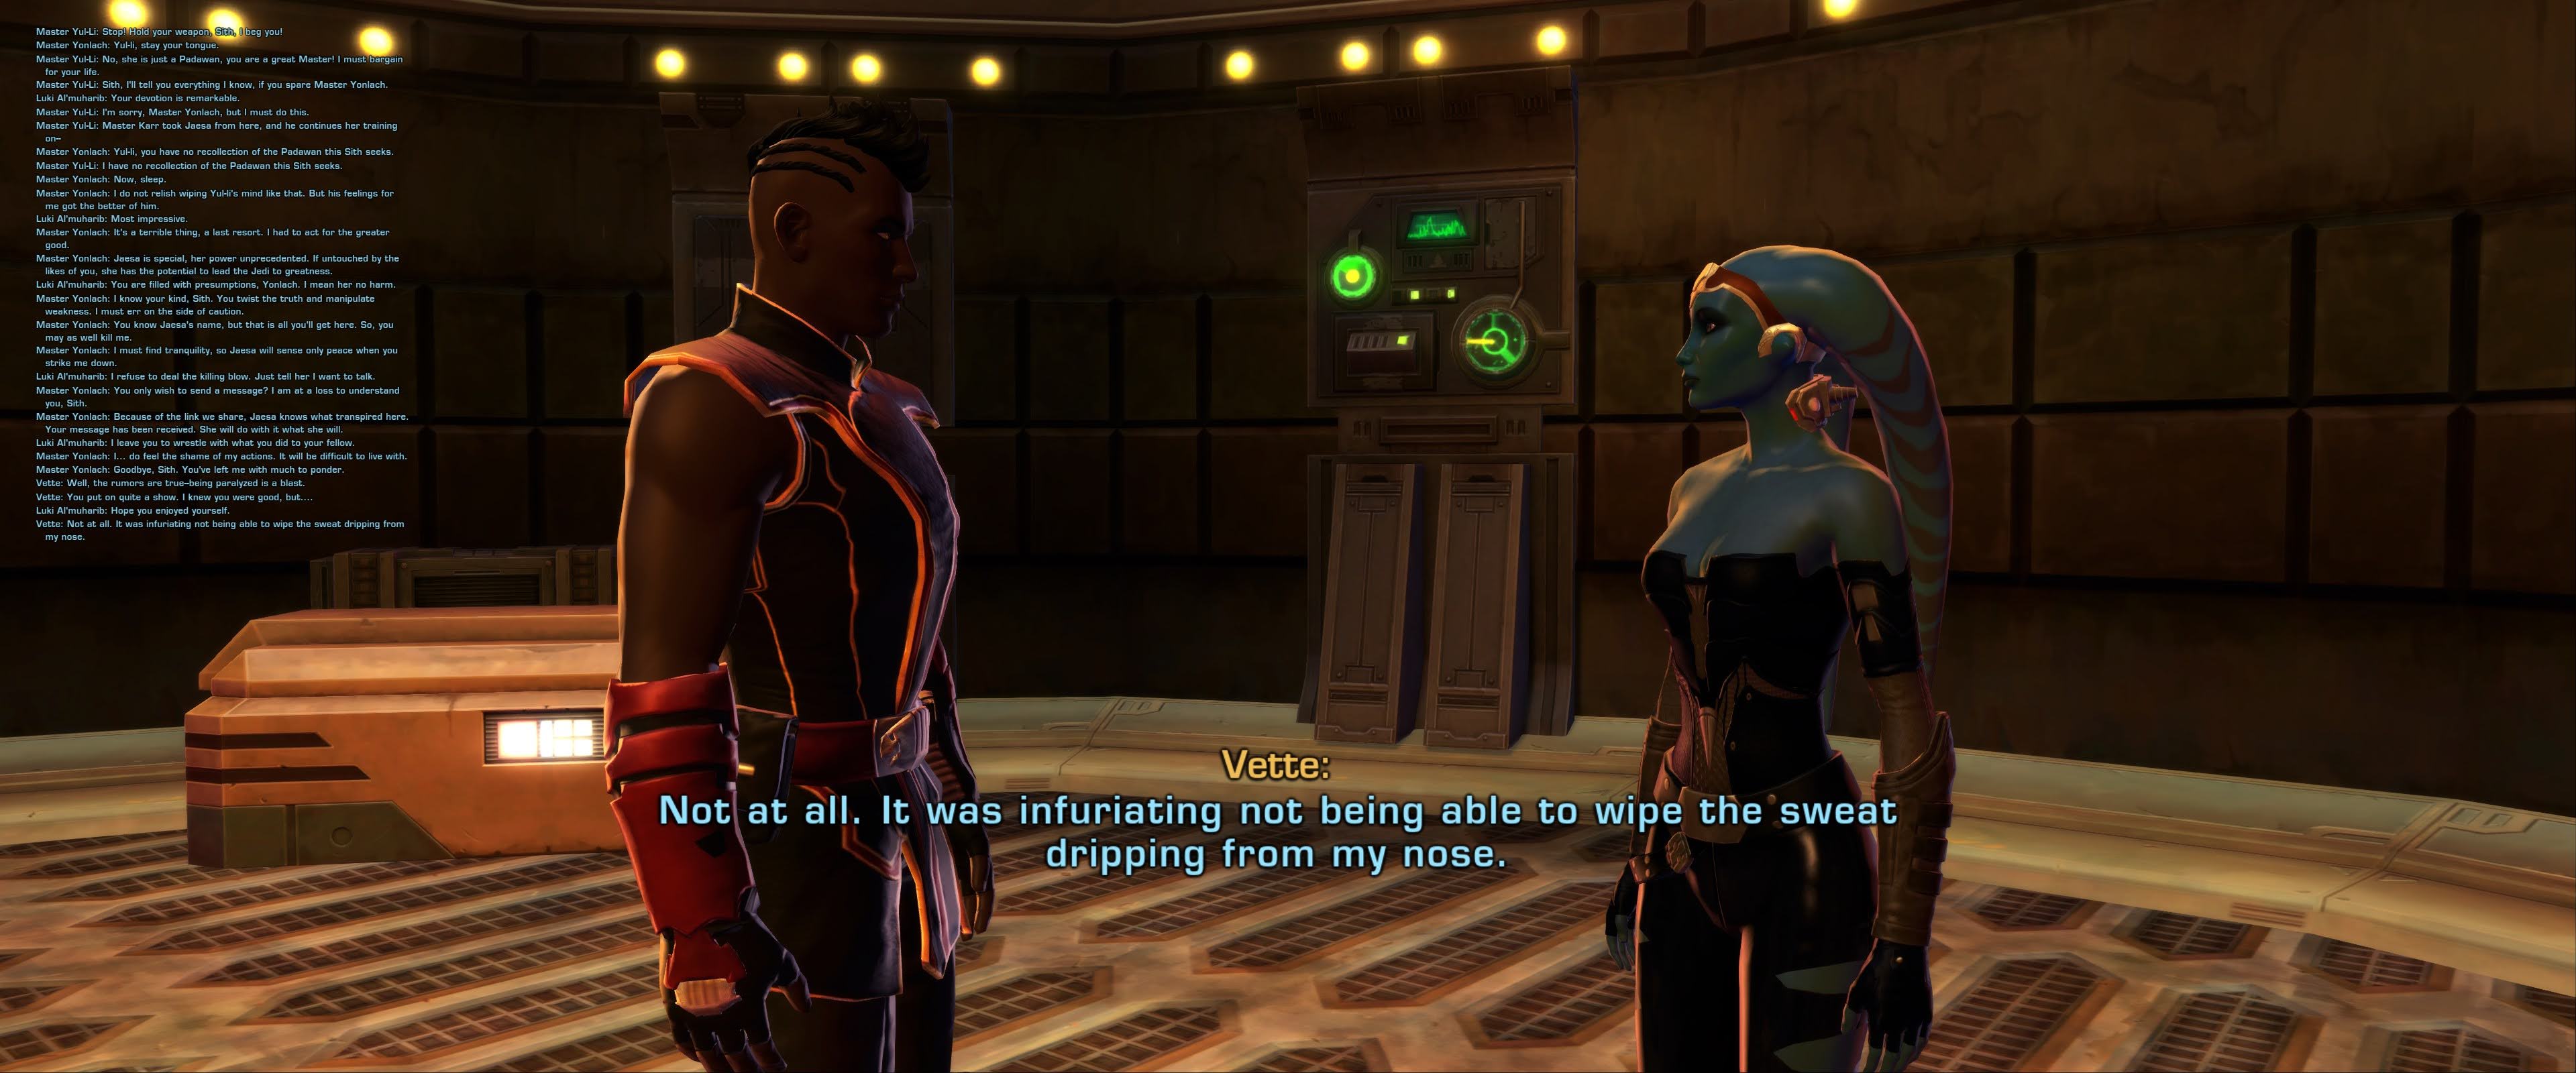 Master Yul-Li: Stop! Hold your weapon, Sith, I beg you!
Master Yonlach: Yul-li, stay your tongue.
Master Yul-Li: No, she is just a Padawan, you are a great Master! I must bargain
for your life.
Master Yul-Li: Sith, I'll tell you everything I know, if you spare Master Yonlach.
Luki Al'muharib: Your devotion is remarkable.
Master Yul-Li: I'm sorry, Master Yonlach, but I must do this.
Master Yul-Li: Master Karr took Jaesa from here, and he continues her training
on–
Master Yonlach: Yul-li, you have no recollection of the Padawan this Sith seeks.
Master Yul-Li: I have no recollection of the Padawan this Sith seeks.
Master Yonlach: Now, sleep.
Master Yonlach: I do not relish wiping Yul-li's mind like that. But his feelings for
me got the better of him.
Luki Al'muharib: Most impressive.
Master Yonlach: It's a terrible thing, a last resort. I had to act for the greater
good.
Master Yonlach: Jaesa is special, her power unprecedented. If untouched by the
likes of you, she has the potential to lead the Jedi to greatness.
Luki Al'muharib: You are filled with presumptions, Yonlach. I mean her no harm.
Master Yonlach: I know your kind, Sith. You twist the truth and manipulate
weakness. I must err on the side of caution.
Master Yonlach: You know Jaesa's name, but that is all you'll get here. So, you
may as well kill me.
Master Yonlach: I must find tranquility, so Jaesa will sense only peace when you
strike me down.
Luki Al'muharib: I refuse to deal the killing blow. Just tell her I want to talk.
Master Yonlach: You only wish to send a message? I am at a loss to understand
you, Sith.
Master Yonlach: Because of the link we share, Jaesa knows what transpired here.
Your message has been received. She will do with it what she will.
Luki Al'muharib: I leave you to wrestle with what you did to your fellow.
Master Yonlach: I... do feel the shame of my actions. It will be difficult to live with.
Master Yonlach: Goodbye, Sith. You've left me with much to ponder.
Vette: Well, the rumors are true–being paralyzed is a blast.
Vette: You put on quite a show. I knew you were good, but....
Luki Al'muharib: Hope you enjoyed yourself.
Vette: Not at all. It was infuriating not being able to wipe the sweat dripping from
my nose.
Vette:
Not at all. It was infuriating not being able to wipe the sweat
dripping from my nose.